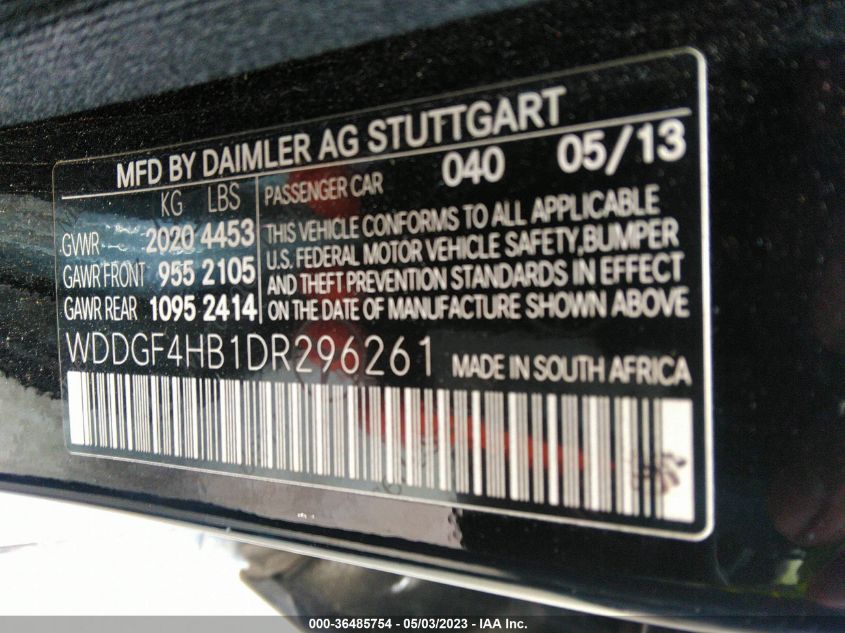 MFD BY DAIMLER AG STUTTGART
KG LBS
GVWR 2020 4453
GAWR FRONT 955 2105
GAWR REAR 1095 2414
PASSENGER CAR 040 05/13
THIS VEHICLE CONFORMS TO ALL APPLICABLE
U.S. FEDERAL MOTOR VEHICLE SAFETY,BUMPER
AND THEFT PREVENTION STANDARDS IN EFFECT
ON THE DATE OF MANUFACTURE SHOWN ABOVE
WDDGF4HB1DR296261 MADE IN SOUTH AFRICA
000-36485754 / 05/03/2023 - IAA Inc.